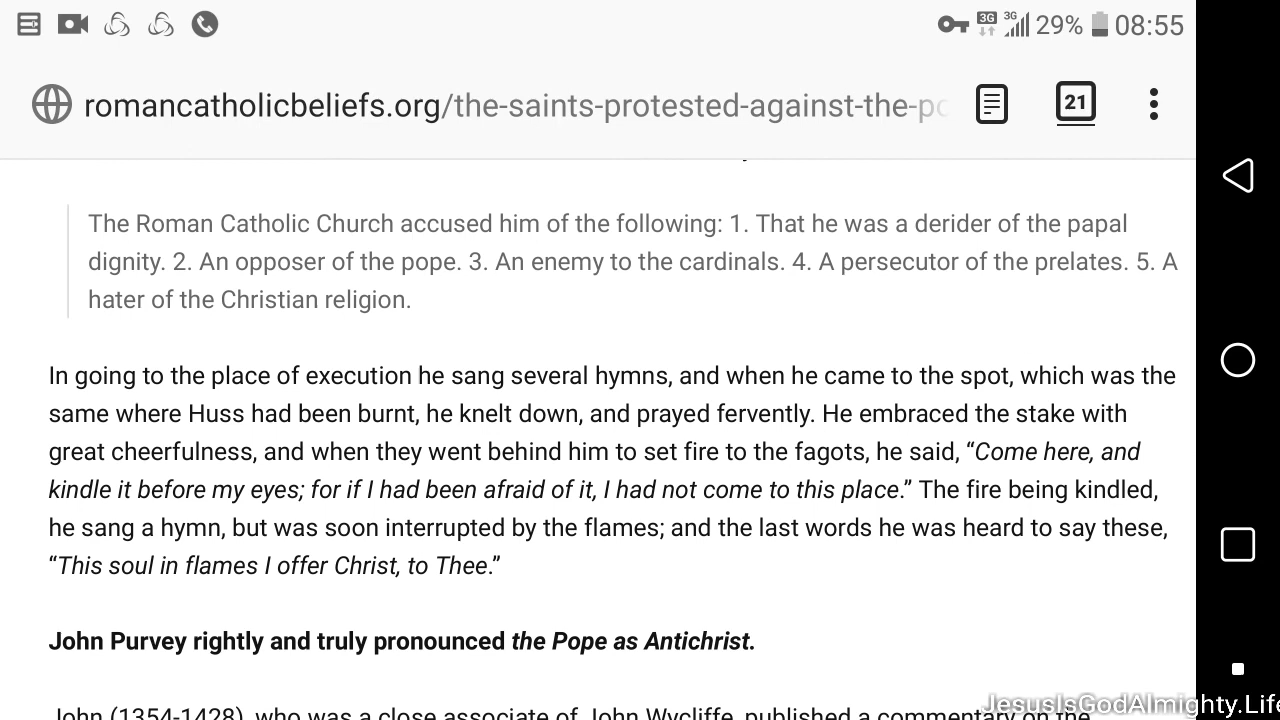 3G 3G 29% 08:55
romancatholicbeliefs.org/the-saints-protested-against-the-po
21
The Roman Catholic Church accused him of the following: 1. That he was a derider of the papal
dignity. 2. An opposer of the pope. 3. An enemy to the cardinals. 4. A persecutor of the prelates. 5. A
hater of the Christian religion.
In going to the place of execution he sang several hymns, and when he came to the spot, which was the
same where Huss had been burnt, he knelt down, and prayed fervently. He embraced the stake with
great cheerfulness, and when they went behind him to set fire to the fagots, he said, “Come here, and
kindle it before my eyes; for if I had been afraid of it, I had not come to this place.” The fire being kindled,
he sang a hymn, but was soon interrupted by the flames; and the last words he was heard to say these,
“This soul in flames I offer Christ, to Thee.”
John Purvey rightly and truly pronounced the Pope as Antichrist.
John (1354-1428), who was a close associate of John Wycliffe, published a commentary on the
JesusIsGodAlmighty.Life